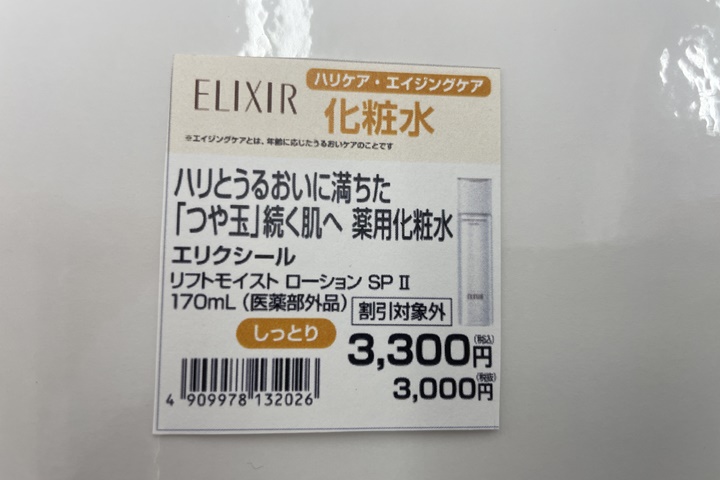 ELIXIR
ハリケア・エイジングケア
化粧水
※エイジングケアとは、年齢に応じたうるおいケアのことです
ハリとうるおいに満ちた
「つや玉」続く肌へ 薬用化粧水
エリクシール
リフトモイスト ローション SP II
170mL (医薬部外品)
割引対象外
しっとり
3,300円(税込)
3,000円(税抜)
4 909978 132026
ELIXIR